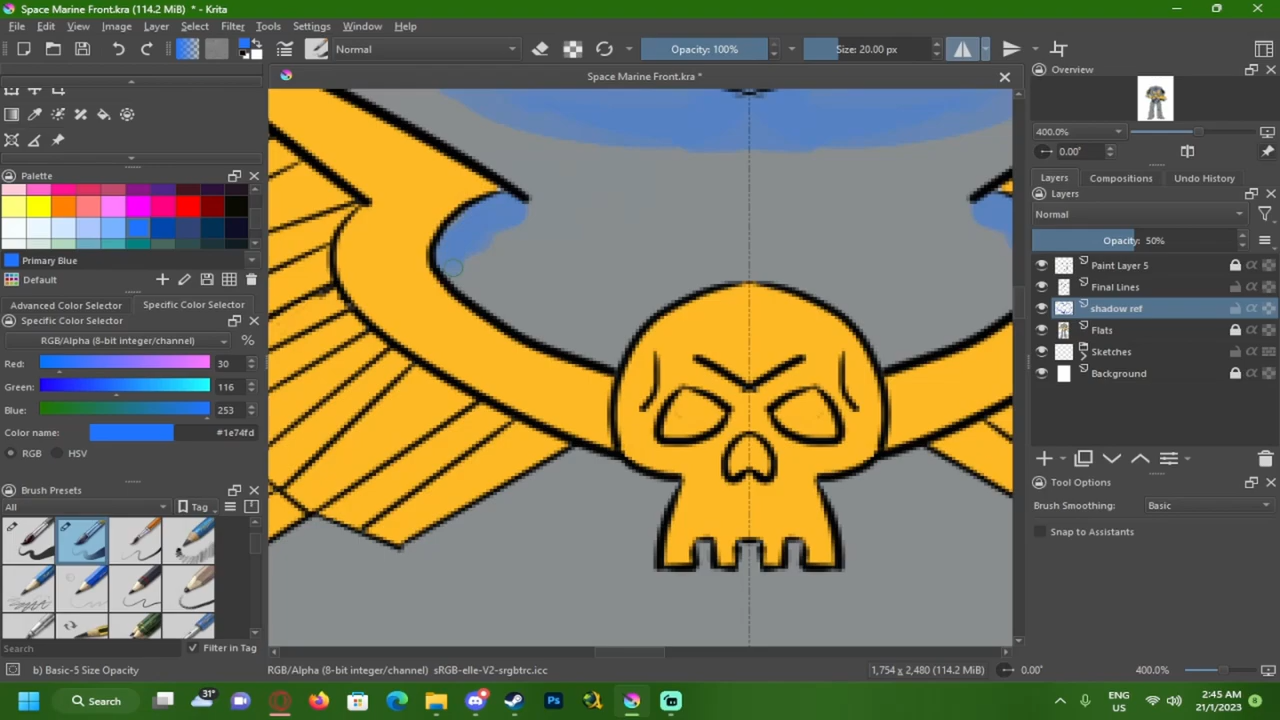 Space Marine Front.kra (114.2 MiB) * - Krita
File Edit View Image Layer Select Filter Tools Settings Window Help
Normal Opacity: 100% Size: 20.00 px
Space Marine Front.kra *
Palette
Primary Blue
Default
Advanced Color Selector Specific Color Selector
Specific Color Selector
RGB/Alpha (8-bit integer/channel) %
Red: 30
Green: 116
Blue: 253
Color name: #1e74fd
RGB HSV
Brush Presets
All Tag
Search Filter in Tag
b) Basic-5 Size Opacity
RGB/Alpha (8-bit integer/channel) sRGB-elle-V2-srgbtrc.icc
1,754 x 2,480 (114.2 MiB) 0.00° 400.0%
Overview
400.0%
0.00°
Layers Compositions Undo History
Layers
Normal
Opacity: 50%
Paint Layer 5
Final Lines
shadow ref
Flats
Sketches
Background
Tool Options
Brush Smoothing: Basic
Snap to Assistants
Search
31°
Ps
ENG
US
2:45 AM
21/1/2023
8